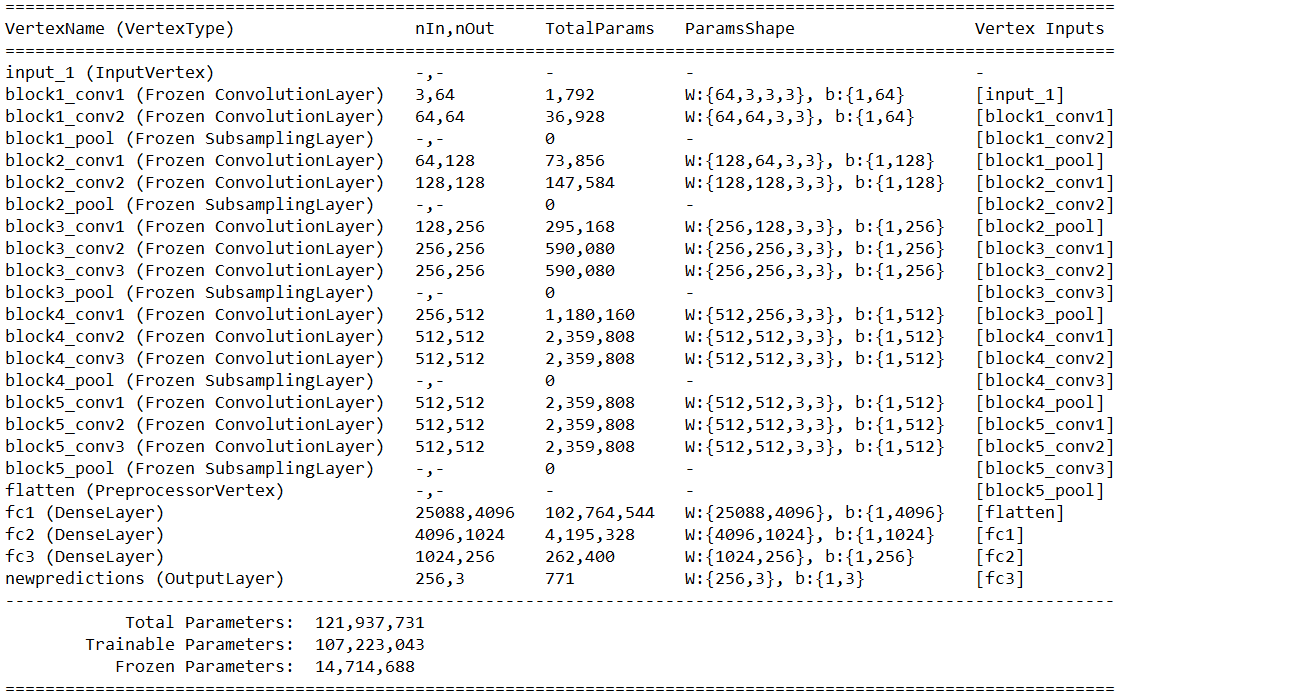 ===============================================================================================================
VertexName (VertexType)                  nIn,nOut     TotalParams   ParamsShape                  Vertex Inputs
===============================================================================================================
input_1 (InputVertex)                    -,-          -             -                            -
block1_conv1 (Frozen ConvolutionLayer)   3,64         1,792         W:{64,3,3,3}, b:{1,64}       [input_1]
block1_conv2 (Frozen ConvolutionLayer)   64,64        36,928        W:{64,64,3,3}, b:{1,64}      [block1_conv1]
block1_pool (Frozen SubsamplingLayer)    -,-          0             -                            [block1_conv2]
block2_conv1 (Frozen ConvolutionLayer)   64,128       73,856        W:{128,64,3,3}, b:{1,128}    [block1_pool]
block2_conv2 (Frozen ConvolutionLayer)   128,128      147,584       W:{128,128,3,3}, b:{1,128}   [block2_conv1]
block2_pool (Frozen SubsamplingLayer)    -,-          0             -                            [block2_conv2]
block3_conv1 (Frozen ConvolutionLayer)   128,256      295,168       W:{256,128,3,3}, b:{1,256}   [block2_pool]
block3_conv2 (Frozen ConvolutionLayer)   256,256      590,080       W:{256,256,3,3}, b:{1,256}   [block3_conv1]
block3_conv3 (Frozen ConvolutionLayer)   256,256      590,080       W:{256,256,3,3}, b:{1,256}   [block3_conv2]
block3_pool (Frozen SubsamplingLayer)    -,-          0             -                            [block3_conv3]
block4_conv1 (Frozen ConvolutionLayer)   256,512      1,180,160     W:{512,256,3,3}, b:{1,512}   [block3_pool]
block4_conv2 (Frozen ConvolutionLayer)   512,512      2,359,808     W:{512,512,3,3}, b:{1,512}   [block4_conv1]
block4_conv3 (Frozen ConvolutionLayer)   512,512      2,359,808     W:{512,512,3,3}, b:{1,512}   [block4_conv2]
block4_pool (Frozen SubsamplingLayer)    -,-          0             -                            [block4_conv3]
block5_conv1 (Frozen ConvolutionLayer)   512,512      2,359,808     W:{512,512,3,3}, b:{1,512}   [block4_pool]
block5_conv2 (Frozen ConvolutionLayer)   512,512      2,359,808     W:{512,512,3,3}, b:{1,512}   [block5_conv1]
block5_conv3 (Frozen ConvolutionLayer)   512,512      2,359,808     W:{512,512,3,3}, b:{1,512}   [block5_conv2]
block5_pool (Frozen SubsamplingLayer)    -,-          0             -                            [block5_conv3]
flatten (PreprocessorVertex)             -,-          -             -                            [block5_pool]
fc1 (DenseLayer)                         25088,4096   102,764,544   W:{25088,4096}, b:{1,4096}   [flatten]
fc2 (DenseLayer)                         4096,1024    4,195,328     W:{4096,1024}, b:{1,1024}    [fc1]
fc3 (DenseLayer)                         1024,256     262,400       W:{1024,256}, b:{1,256}      [fc2]
newpredictions (OutputLayer)             256,3        771           W:{256,3}, b:{1,3}           [fc3]
---------------------------------------------------------------------------------------------------------------
            Total Parameters:  121,937,731
        Trainable Parameters:  107,223,043
           Frozen Parameters:  14,714,688
===============================================================================================================